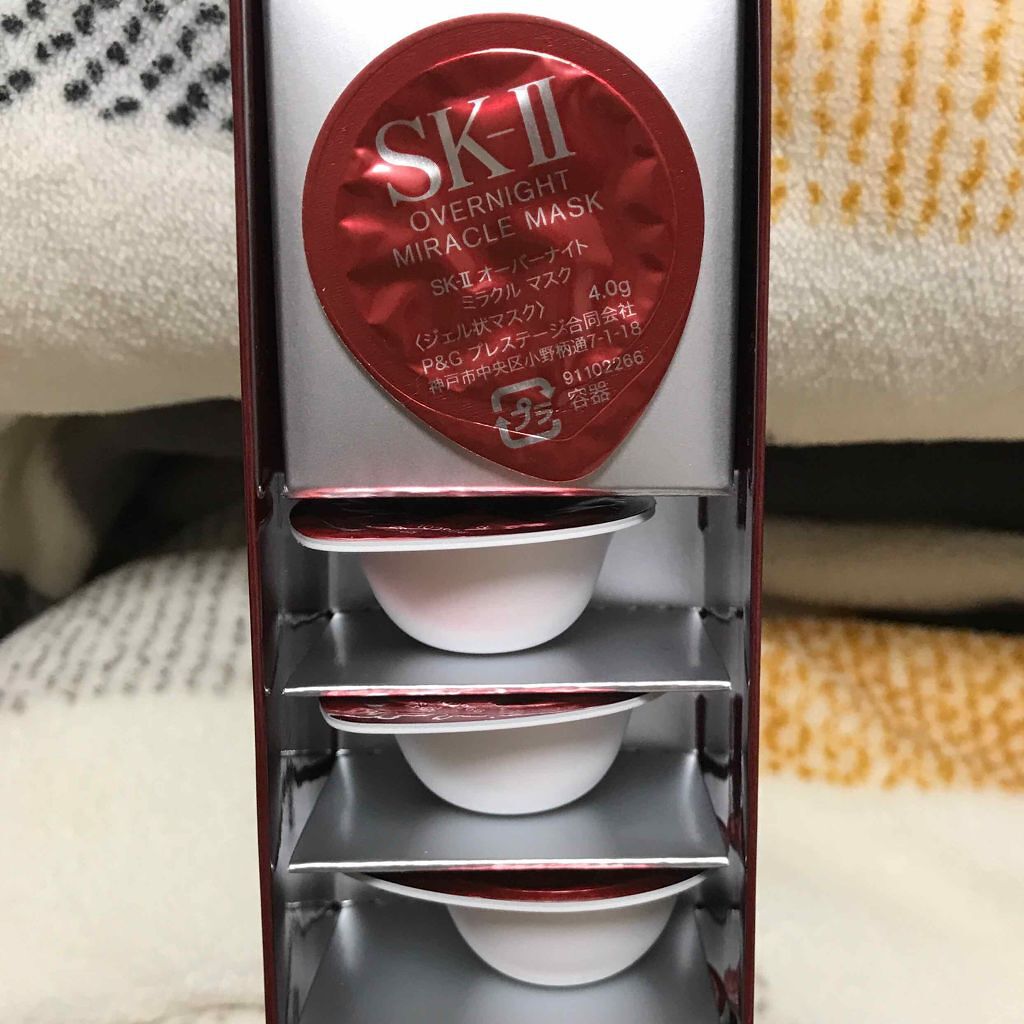 SK-II
OVERNIGHT
MIRACLE MASK
SK-II オーバーナイト
ミラクル マスク
〈ジェル状マスク〉 4.0g
P&G プレステージ合同会社
神戸市中央区小野柄通7-1-18
91102266
プラ 容器